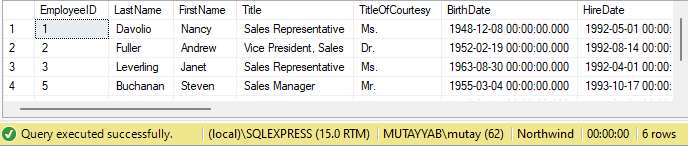 EmployeeID LastName FirstName Title TitleOfCourtesy BirthDate HireDate
1 1 Davolio Nancy Sales Representative Ms. 1948-12-08 00:00:00.000 1992-05-01 00:00:
2 2 Fuller Andrew Vice President, Sales Dr. 1952-02-19 00:00:00.000 1992-08-14 00:00:
3 3 Leverling Janet Sales Representative Ms. 1963-08-30 00:00:00.000 1992-04-01 00:00:
4 5 Buchanan Steven Sales Manager Mr. 1955-03-04 00:00:00.000 1993-10-17 00:00:
Query executed successfully. (local)\SQLEXPRESS (15.0 RTM) MUTAYYAB\mutay (62) Northwind 00:00:00 6 rows